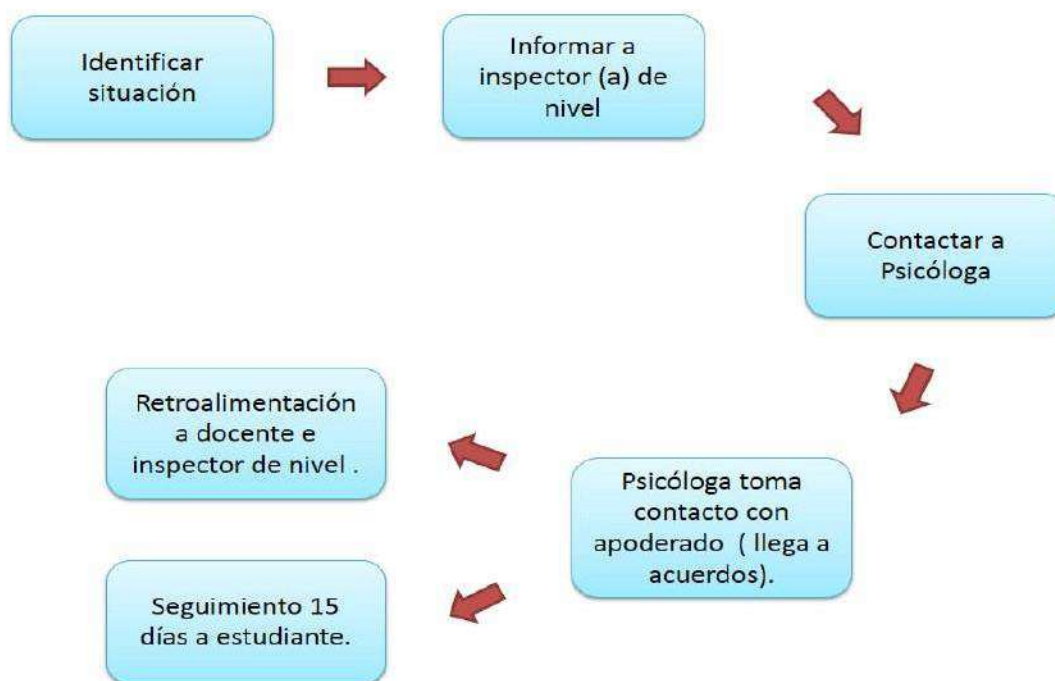 Identificar
situación
Informar a
inspector (a) de
nivel
Contactar a
Psicóloga
Psicóloga toma
contacto con
apoderado ( llega a
acuerdos).
Retroalimentación
a docente e
inspector de nivel .
Seguimiento 15
días a estudiante.